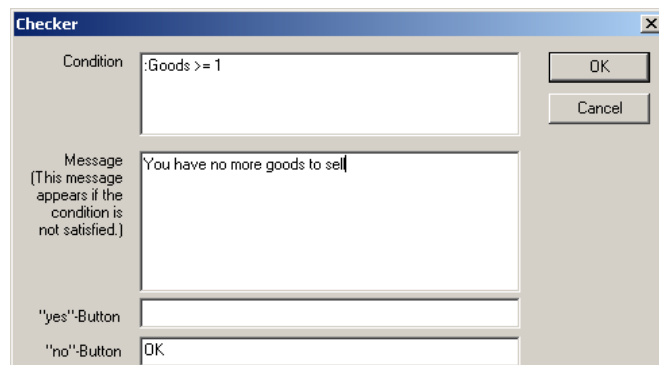 Checker
Condition
:Goods >= 1
OK
Cancel
Message
(This message
appears if the
condition is
not satisfied.)
You have no more goods to sell
"yes"-Button
"no"-Button
OK